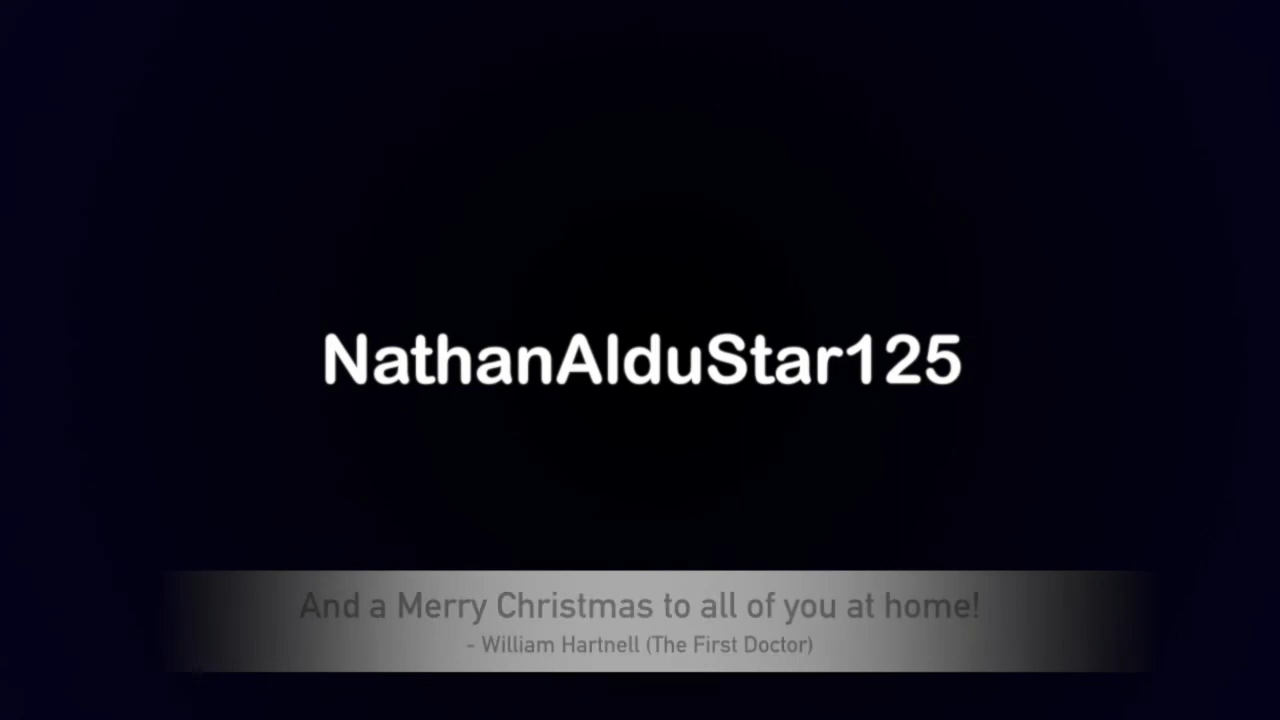 NathanAlduStar125
And a Merry Christmas to all of you at home!
- William Hartnell (The First Doctor)